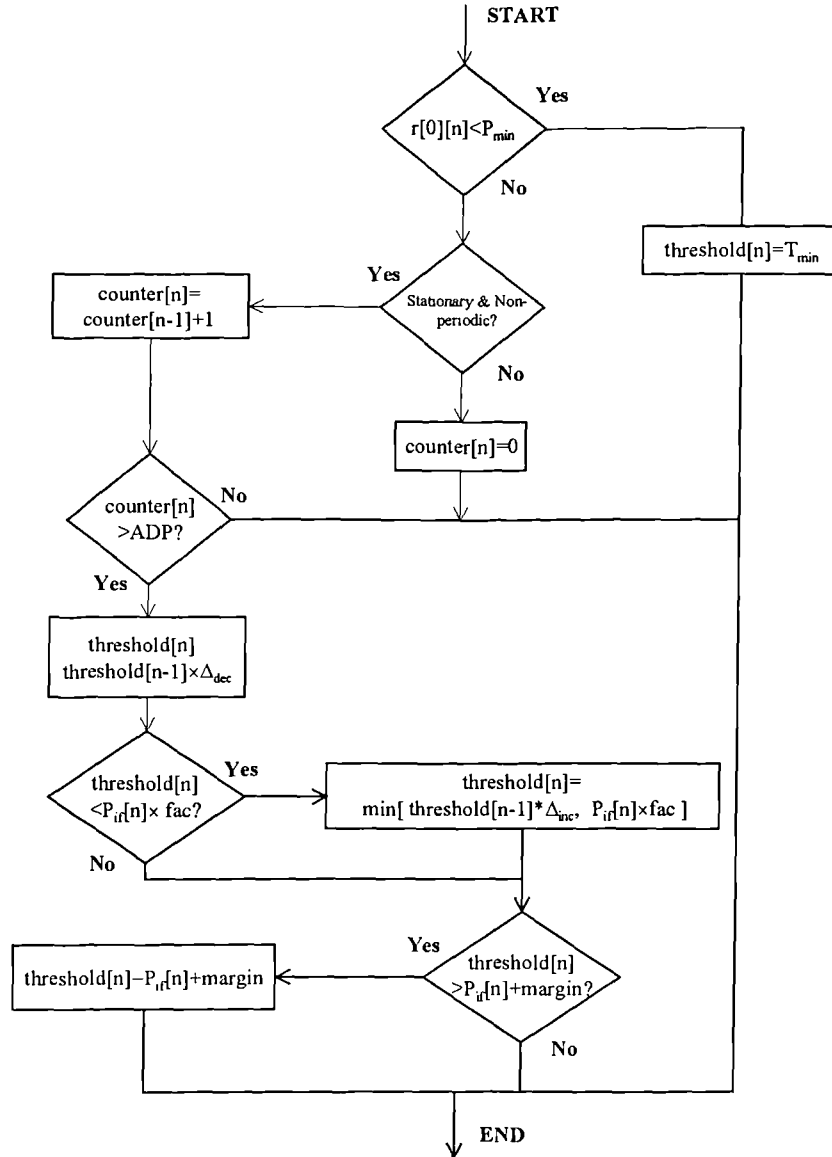 START
Yes
r[0][n]<Pmin
No
threshold[n]=Tmin
Yes
counter[n]=
counter[n-1]+1
Stationary & Non-
periodic?
No
counter[n]=0
counter[n]
>ADP?
No
Yes
threshold[n]
threshold[n-1]×Δdec
threshold[n]
<Pif[n]× fac?
Yes
threshold[n]=
min[ threshold[n-1]*Δinc, Pif[n]×fac ]
No
Yes
threshold[n]
>Pif[n]+margin?
threshold[n]–Pif[n]+margin
No
END